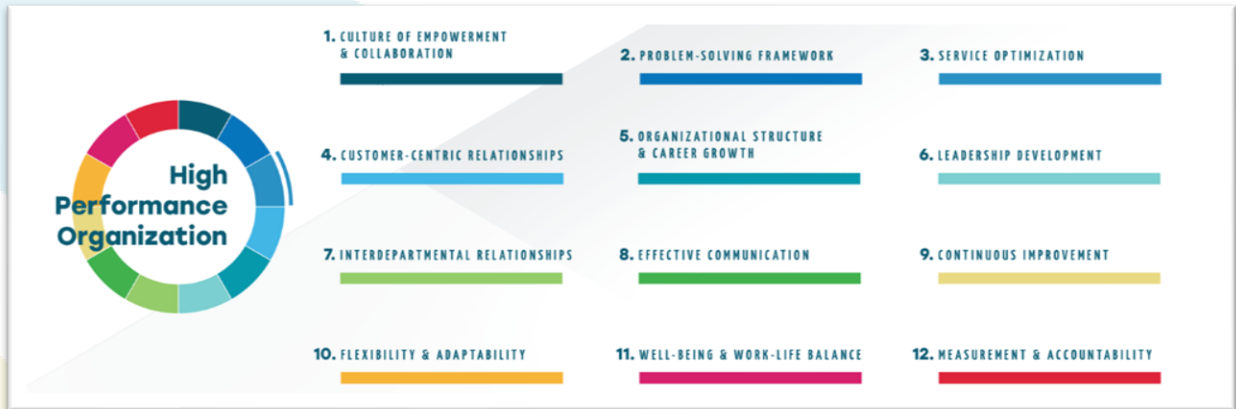 High
Performance
Organization
1. CULTURE OF EMPOWERMENT
& COLLABORATION
2. PROBLEM-SOLVING FRAMEWORK
3. SERVICE OPTIMIZATION
4. CUSTOMER-CENTRIC RELATIONSHIPS
5. ORGANIZATIONAL STRUCTURE
& CAREER GROWTH
6. LEADERSHIP DEVELOPMENT
7. INTERDEPARTMENTAL RELATIONSHIPS
8. EFFECTIVE COMMUNICATION
9. CONTINUOUS IMPROVEMENT
10. FLEXIBILITY & ADAPTABILITY
11. WELL-BEING & WORK-LIFE BALANCE
12. MEASUREMENT & ACCOUNTABILITY